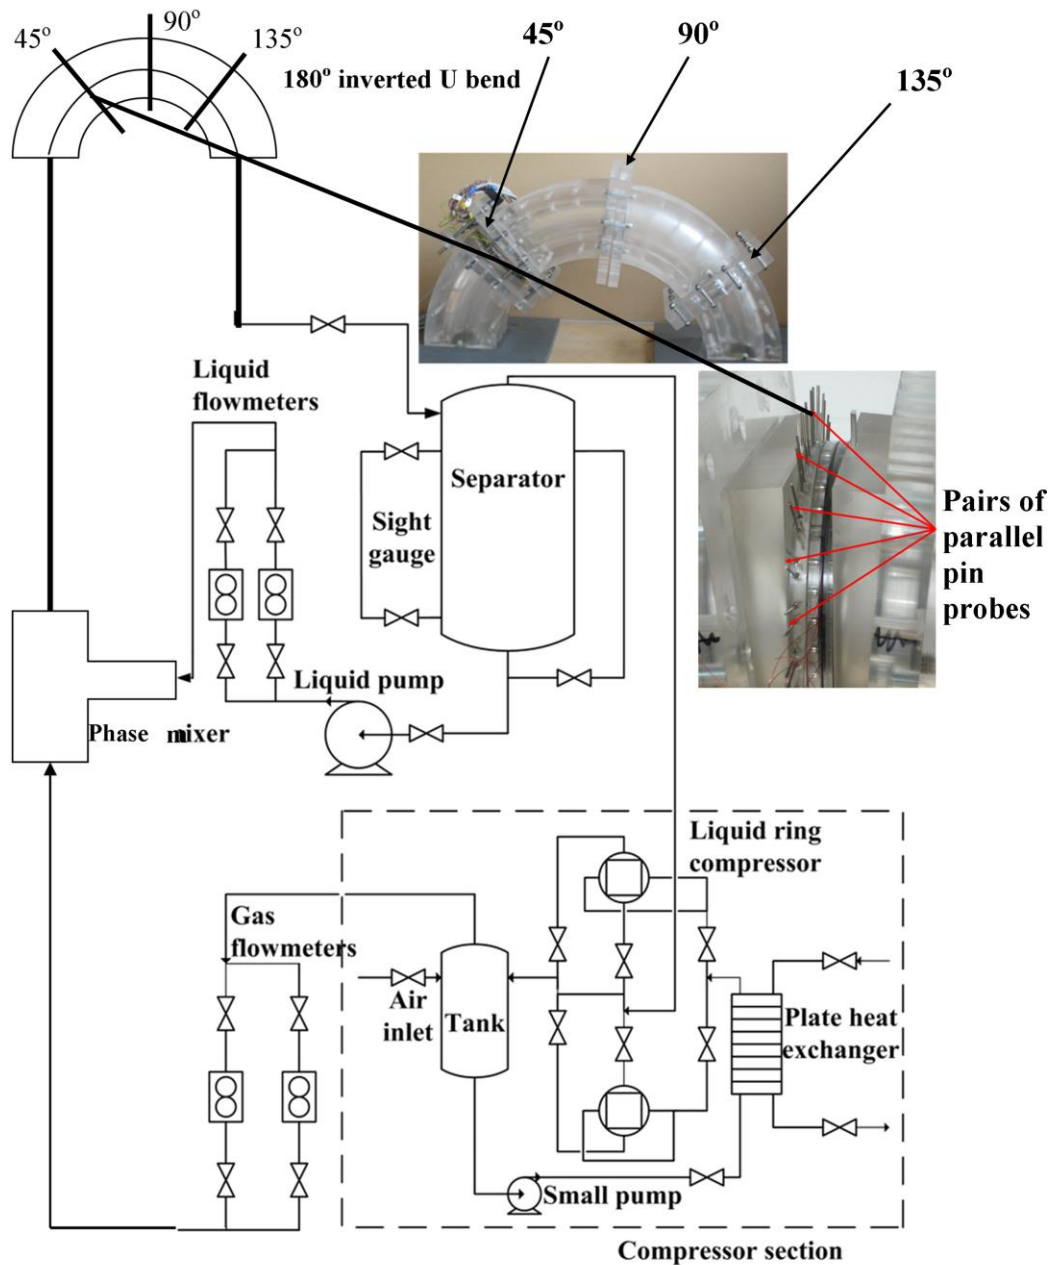 90º
45º
135º
45º
90º
135º
180º inverted U bend
Liquid
flowmeters
Separator
Sight
gauge
Pairs of
parallel
pin
probes
Liquid pump
Phase mixer
Liquid ring
compressor
Gas
flowmeters
Air
inlet
Tank
Plate heat
exchanger
Small pump
Compressor section